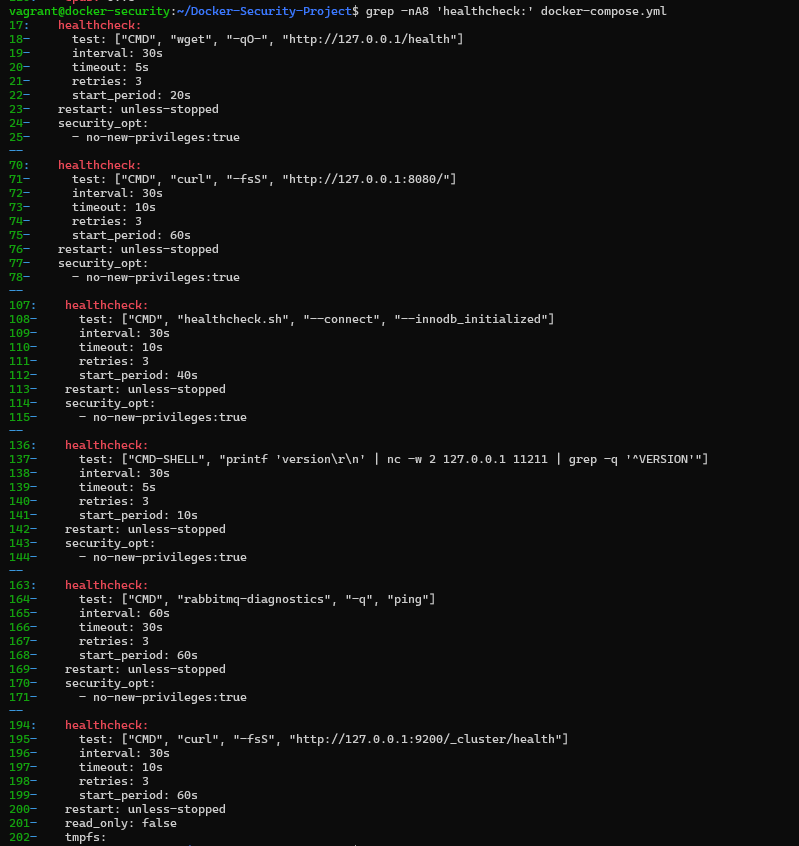 vagrant@docker-security:~/Docker-Security-Project$ grep -nA8 'healthcheck:' docker-compose.yml
17:    healthcheck:
18-      test: ["CMD", "wget", "-qO-", "http://127.0.0.1/health"]
19-      interval: 30s
20-      timeout: 5s
21-      retries: 3
22-      start_period: 20s
23-    restart: unless-stopped
24-    security_opt:
25-      - no-new-privileges:true
--
70:    healthcheck:
71-      test: ["CMD", "curl", "-fsS", "http://127.0.0.1:8080/"]
72-      interval: 30s
73-      timeout: 10s
74-      retries: 3
75-      start_period: 60s
76-    restart: unless-stopped
77-    security_opt:
78-      - no-new-privileges:true
--
107:    healthcheck:
108-      test: ["CMD", "healthcheck.sh", "--connect", "--innodb_initialized"]
109-      interval: 30s
110-      timeout: 10s
111-      retries: 3
112-      start_period: 40s
113-    restart: unless-stopped
114-    security_opt:
115-      - no-new-privileges:true
--
136:    healthcheck:
137-      test: ["CMD-SHELL", "printf 'version\r\n' | nc -w 2 127.0.0.1 11211 | grep -q '^VERSION'"]
138-      interval: 30s
139-      timeout: 5s
140-      retries: 3
141-      start_period: 10s
142-    restart: unless-stopped
143-    security_opt:
144-      - no-new-privileges:true
--
163:    healthcheck:
164-      test: ["CMD", "rabbitmq-diagnostics", "-q", "ping"]
165-      interval: 60s
166-      timeout: 30s
167-      retries: 3
168-      start_period: 60s
169-    restart: unless-stopped
170-    security_opt:
171-      - no-new-privileges:true
--
194:    healthcheck:
195-      test: ["CMD", "curl", "-fsS", "http://127.0.0.1:9200/_cluster/health"]
196-      interval: 30s
197-      timeout: 10s
198-      retries: 3
199-      start_period: 60s
200-    restart: unless-stopped
201-    read_only: false
202-    tmpfs: